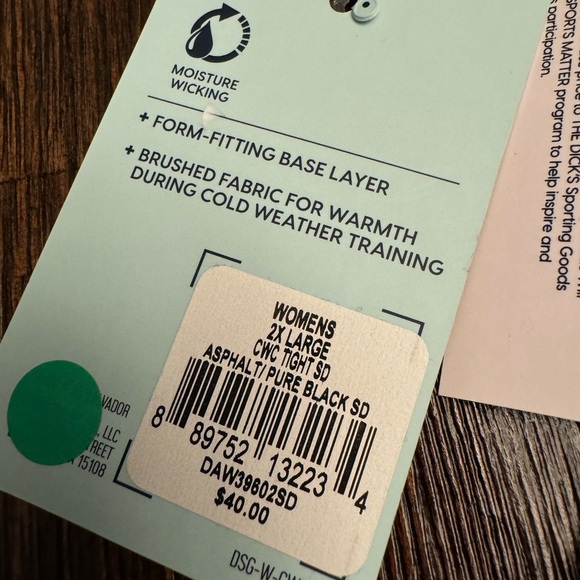 MOISTURE
WICKING
+ FORM-FITTING BASE LAYER
+ BRUSHED FABRIC FOR WARMTH
DURING COLD WEATHER TRAINING
WOMENS
2X LARGE
CWC TIGHT SD
ASPHALT/ PURE BLACK SD
8 89752 13223 4
DAW39602SD
$40.00
LLC
15108
DSG-W-CW
to THE DICK'S Sporting Goods
SPORTS MATTER program to help inspire and
participation.